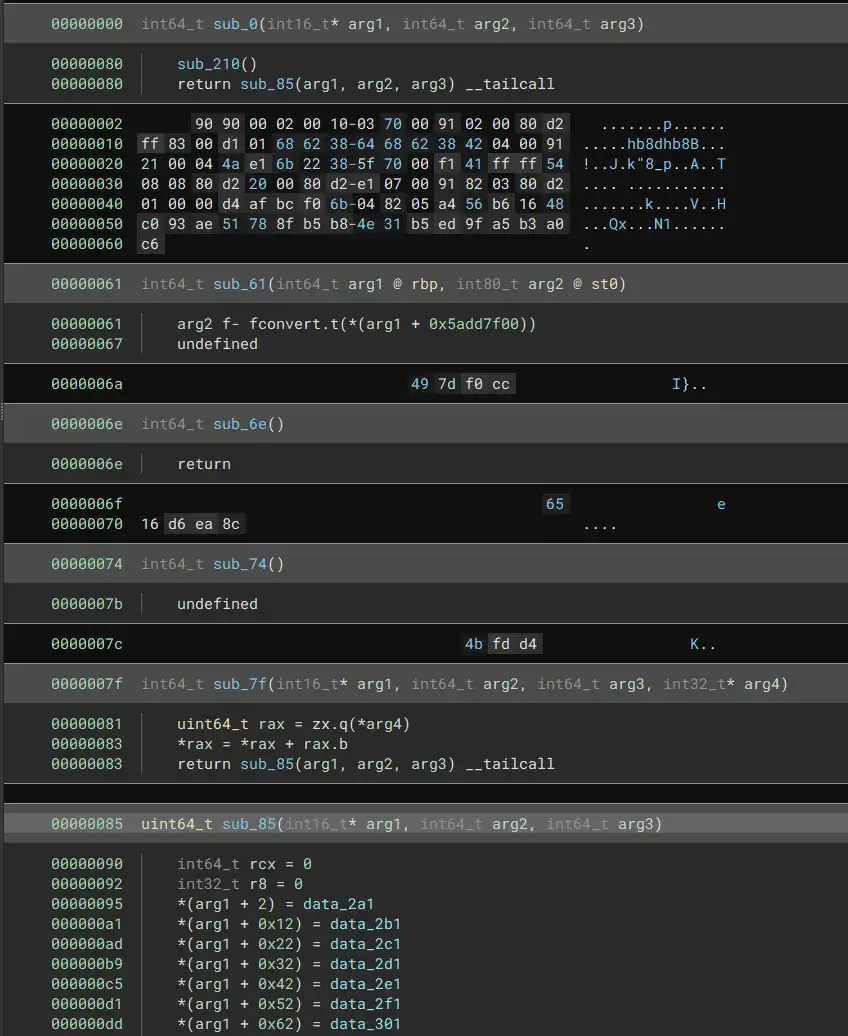 00000000 int64_t sub_0(int16_t* arg1, int64_t arg2, int64_t arg3)
00000080 sub_210()
00000080 return sub_85(arg1, arg2, arg3) __tailcall
00000002 90 90 00 02 00 10-03 70 00 91 02 00 80 d2 .......p......
00000010 ff 83 00 d1 01 68 62 38-64 68 62 38 42 04 00 91 .....hb8dhb8B...
00000020 21 00 04 4a e1 6b 22 38-5f 70 00 f1 41 ff ff 54 !..J.k"8_p..A..T
00000030 08 08 80 d2 20 00 80 d2-e1 07 00 91 82 03 80 d2 .... ...........
00000040 01 00 00 d4 af bc f0 6b-04 82 05 a4 56 b6 16 48 .......k....V..H
00000050 c0 93 ae 51 78 8f b5 b8-4e 31 b5 ed 9f a5 b3 a0 ...Qx...N1......
00000060 c6 .
00000061 int64_t sub_61(int64_t arg1 @ rbp, int80_t arg2 @ st0)
00000061 arg2 f- fconvert.t(*(arg1 + 0x5add7f00))
00000067 undefined
0000006a 49 7d f0 cc I}..
0000006e int64_t sub_6e()
0000006e return
0000006f 65 e
00000070 16 d6 ea 8c ....
00000074 int64_t sub_74()
0000007b undefined
0000007c 4b fd d4 K..
0000007f int64_t sub_7f(int16_t* arg1, int64_t arg2, int64_t arg3, int32_t* arg4)
00000081 uint64_t rax = zx.q(*arg4)
00000083 *rax = *rax + rax.b
00000083 return sub_85(arg1, arg2, arg3) __tailcall
00000085 uint64_t sub_85(int16_t* arg1, int64_t arg2, int64_t arg3)
00000090 int64_t rcx = 0
00000092 int32_t r8 = 0
00000095 *(arg1 + 2) = data_2a1
000000a1 *(arg1 + 0x12) = data_2b1
000000ad *(arg1 + 0x22) = data_2c1
000000b9 *(arg1 + 0x32) = data_2d1
000000c5 *(arg1 + 0x42) = data_2e1
000000d1 *(arg1 + 0x52) = data_2f1
000000dd *(arg1 + 0x62) = data_301